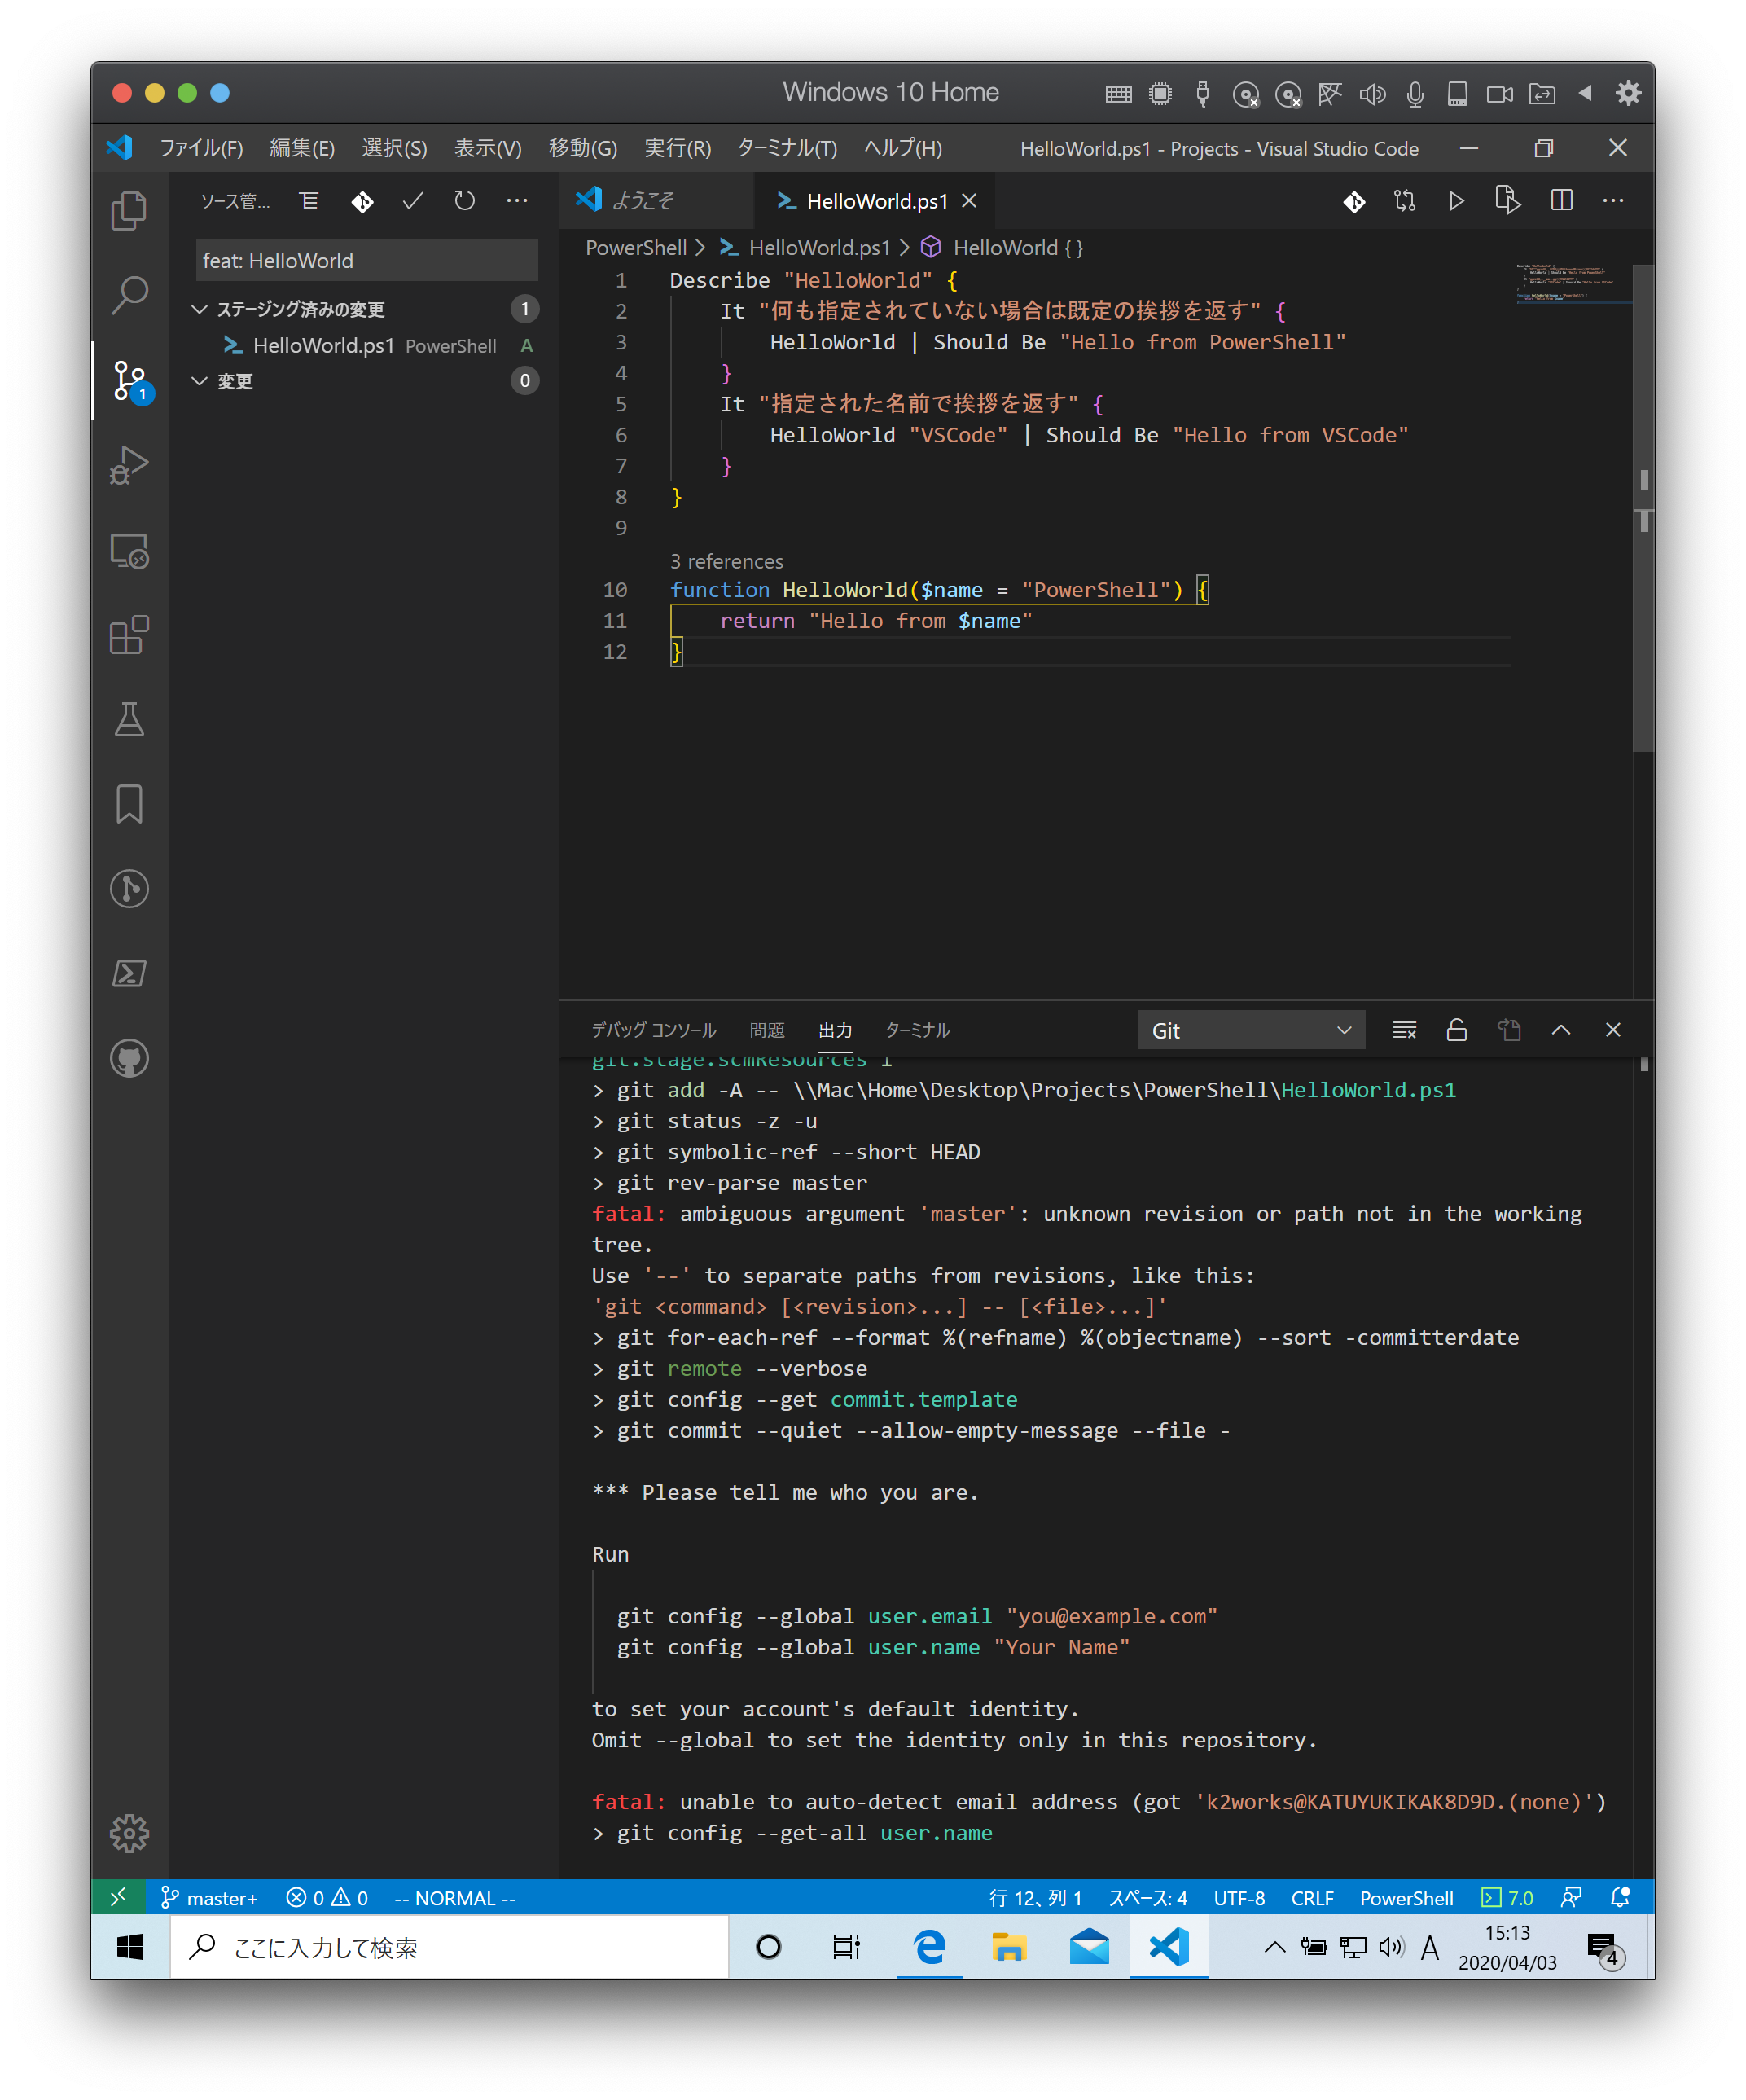 Windows 10 Home
ファイル(F) 編集(E) 選択(S) 表示(V) 移動(G) 実行(R) ターミナル(T) ヘルプ(H) HelloWorld.ps1 - Projects - Visual Studio Code
ソース管...
ようこそ
HelloWorld.ps1
feat: HelloWorld
ステージング済みの変更 1
HelloWorld.ps1 PowerShell A
変更 0
1
PowerShell > HelloWorld.ps1 > HelloWorld { }
1 Describe "HelloWorld" {
2 It "何も指定されていない場合は既定の挨拶を返す" {
3 HelloWorld | Should Be "Hello from PowerShell"
4 }
5 It "指定された名前で挨拶を返す" {
6 HelloWorld "VSCode" | Should Be "Hello from VSCode"
7 }
8 }
9
3 references
10 function HelloWorld($name = "PowerShell") {
11 return "Hello from $name"
12 }
デバッグ コンソール 問題 出力 ターミナル Git
git.stage.scmResources 1
> git add -A -- \\Mac\Home\Desktop\Projects\PowerShell\HelloWorld.ps1
> git status -z -u
> git symbolic-ref --short HEAD
> git rev-parse master
fatal: ambiguous argument 'master': unknown revision or path not in the working
tree.
Use '--' to separate paths from revisions, like this:
'git <command> [<revision>...] -- [<file>...]'
> git for-each-ref --format %(refname) %(objectname) --sort -committerdate
> git remote --verbose
> git config --get commit.template
> git commit --quiet --allow-empty-message --file -
*** Please tell me who you are.
Run
git config --global user.email "you@example.com"
git config --global user.name "Your Name"
to set your account's default identity.
Omit --global to set the identity only in this repository.
fatal: unable to auto-detect email address (got 'k2works@KATUYUKIKAK8D9D.(none)')
> git config --get-all user.name
master+ 0 0 -- NORMAL -- 行 12、列 1 スペース: 4 UTF-8 CRLF PowerShell 7.0
ここに入力して検索
A 15:13
2020/04/03
4